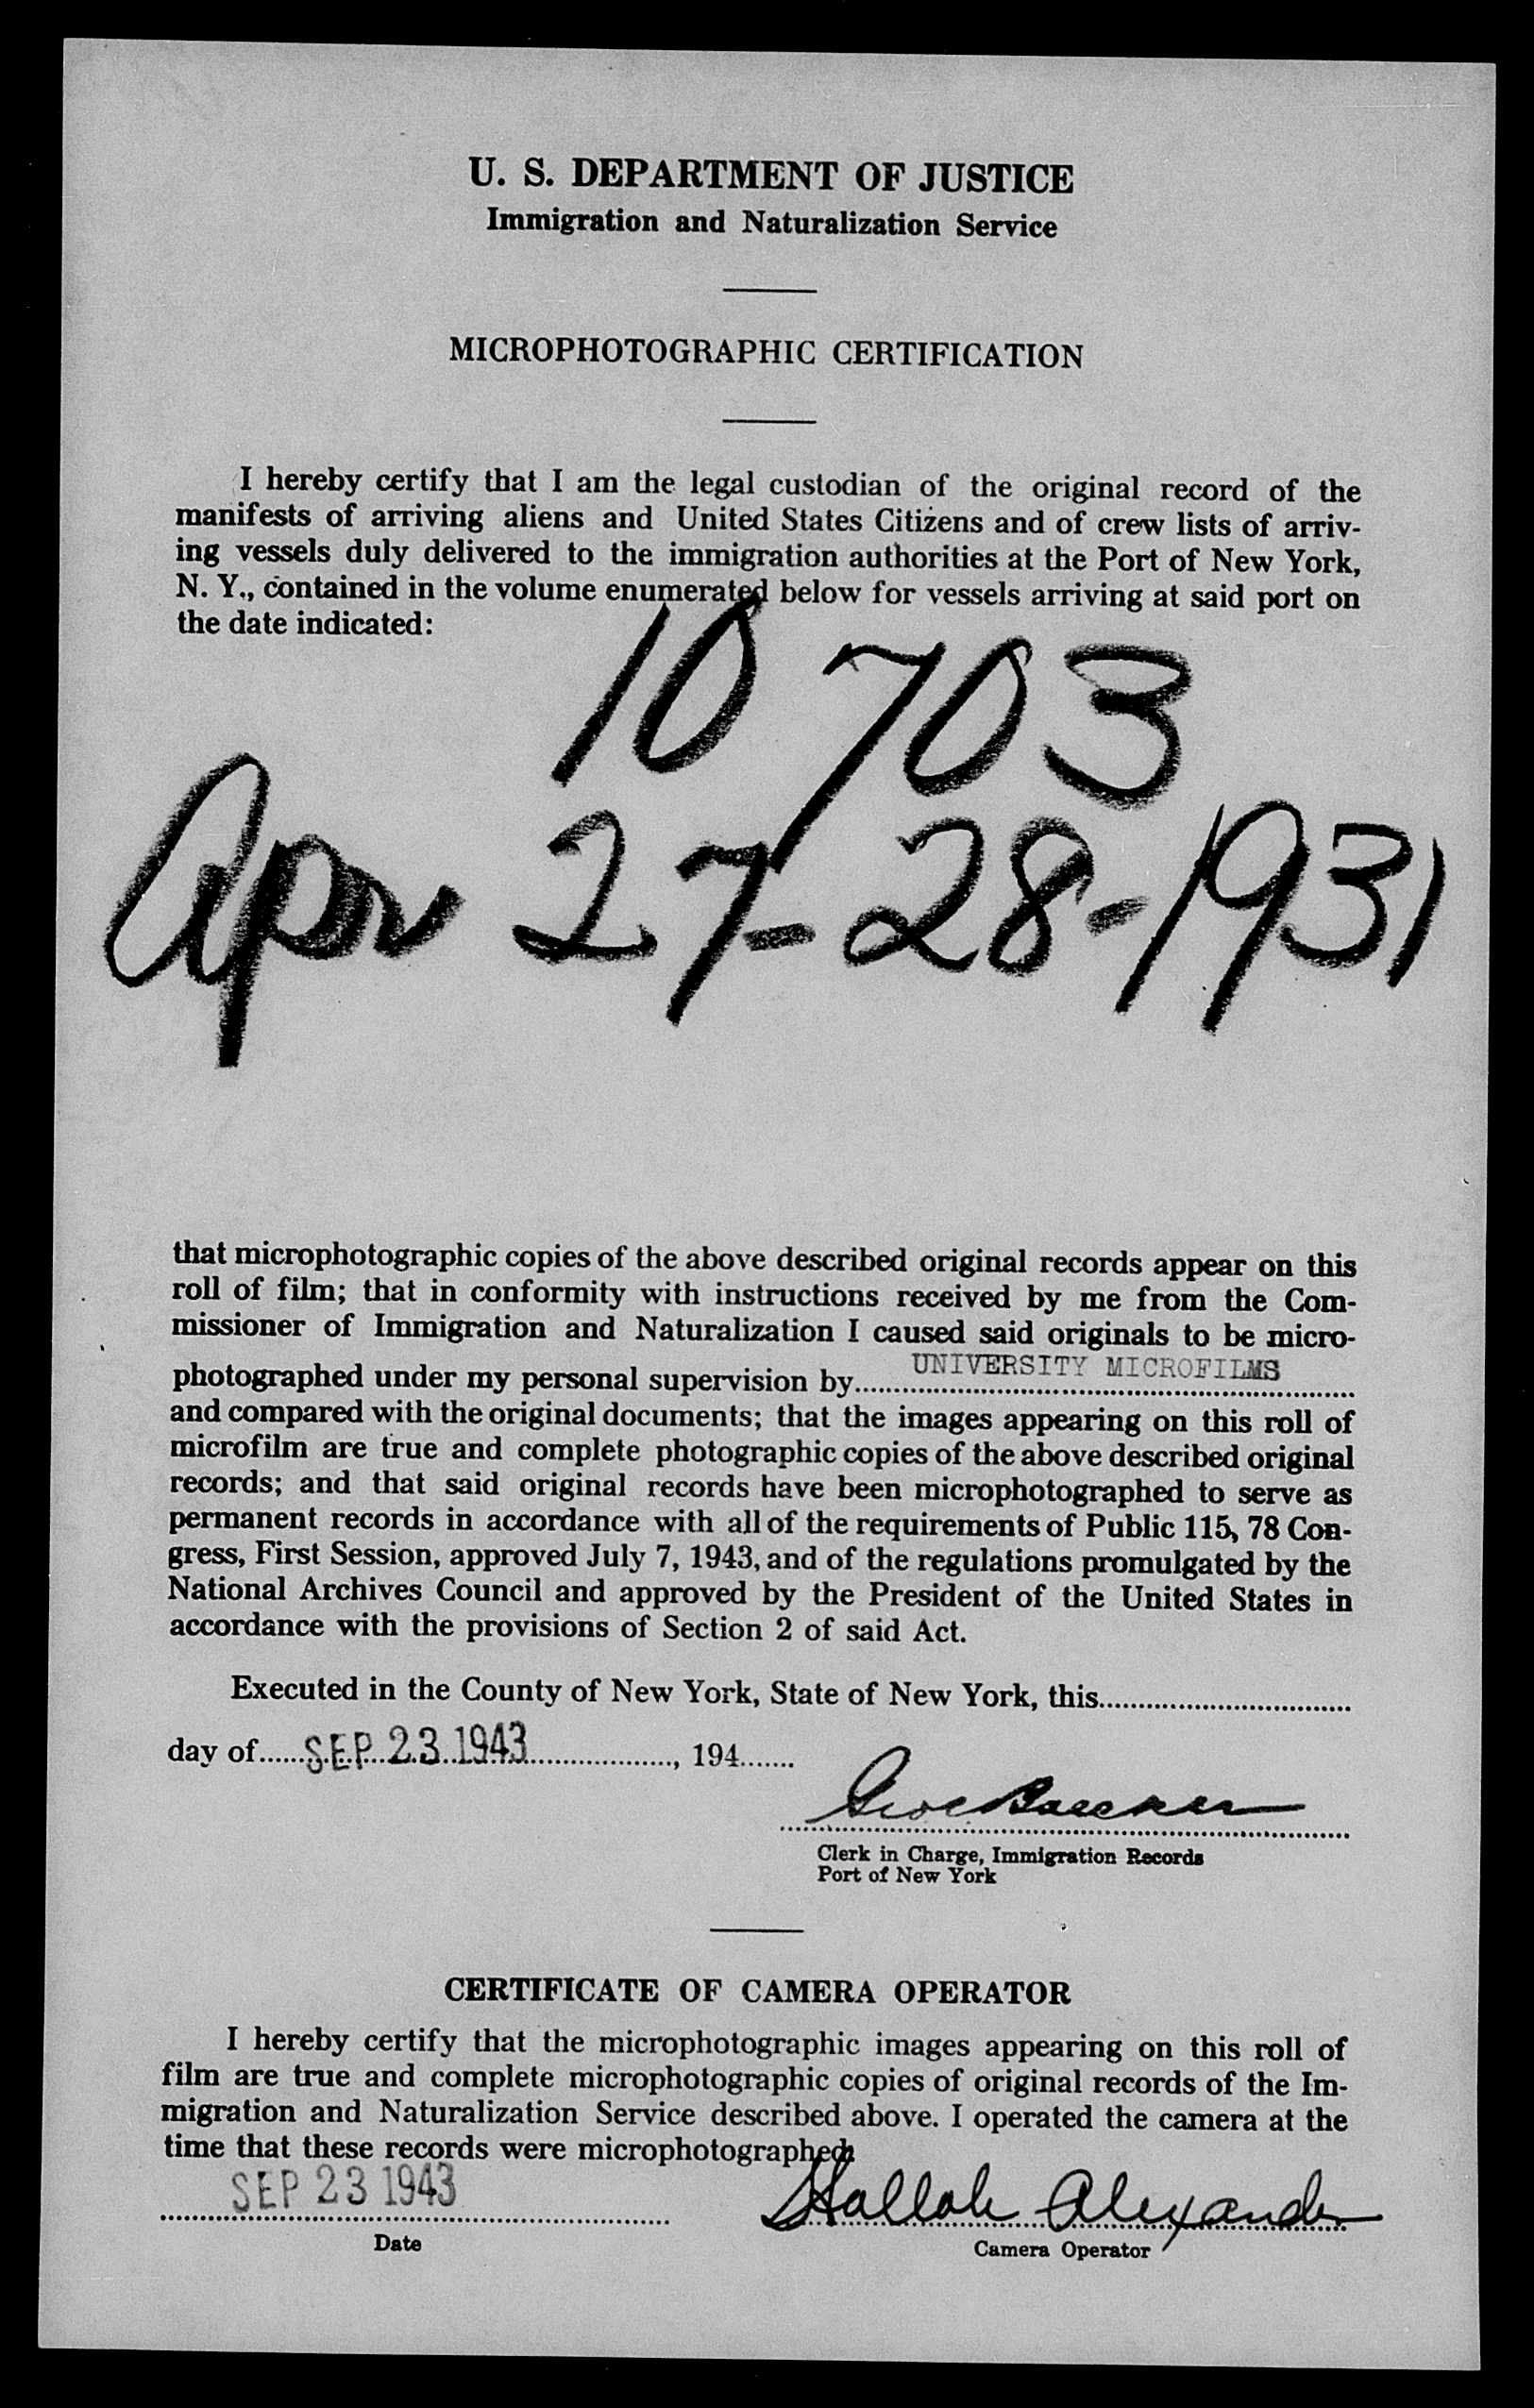 U. S. DEPARTMENT OF JUSTICE
Immigration and Naturalization Service
MICROPHOTOGRAPHIC CERTIFICATION
I hereby certify that I am the legal custodian of the original record of the
manifests of arriving aliens and United States Citizens and of crew lists of arriv-
ing vessels duly delivered to the immigration authorities at the Port of New York,
N. Y., contained in the volume enumerated below for vessels arriving at said port on
the date indicated:
10703
Apr 27-28-1931
that microphotographic copies of the above described original records appear on this
roll of film; that in conformity with instructions received by me from the Com-
missioner of Immigration and Naturalization I caused said originals to be micro-
photographed under my personal supervision by UNIVERSITY MICROFILMS
and compared with the original documents; that the images appearing on this roll of
microfilm are true and complete photographic copies of the above described original
records; and that said original records have been microphotographed to serve as
permanent records in accordance with all of the requirements of Public 115, 78 Con-
gress, First Session, approved July 7, 1943, and of the regulations promulgated by the
National Archives Council and approved by the President of the United States in
accordance with the provisions of Section 2 of said Act.
Executed in the County of New York, State of New York, this
day of SEP 23 1943, 194
Clerk in Charge, Immigration Records
Port of New York
CERTIFICATE OF CAMERA OPERATOR
I hereby certify that the microphotographic images appearing on this roll of
film are true and complete microphotographic copies of original records of the Im-
migration and Naturalization Service described above. I operated the camera at the
time that these records were microphotographed.
SEP 23 1943 Alexander
Date
Camera Operator